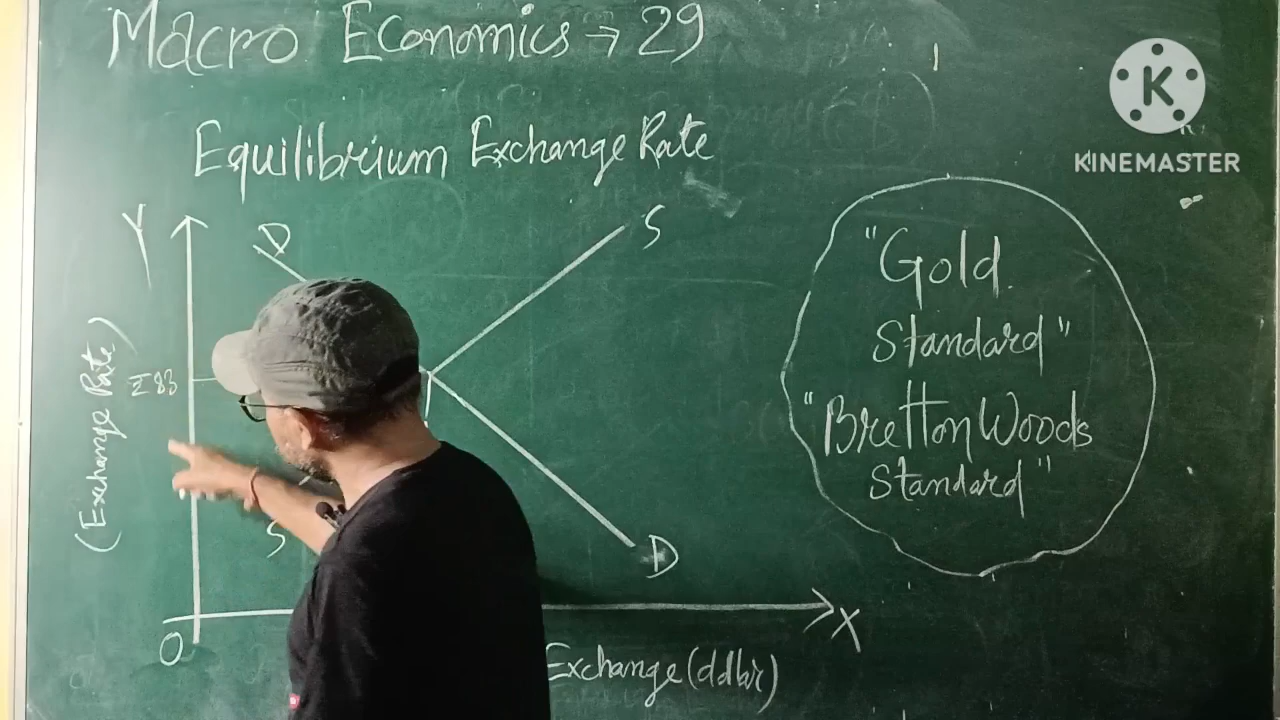 Macro Economics → 29
Equilibrium Exchange Rate
Y
D
S
(Exchange Rate)
₹83
S
D
O
X
Exchange (dollar)
"Gold
Standard"
"Bretton Woods
Standard"
K
KINEMASTER